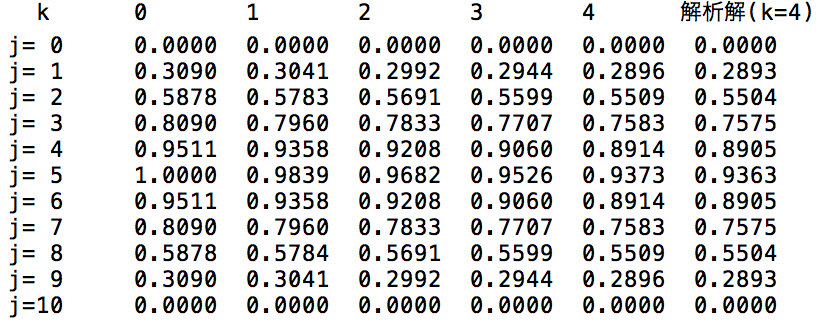 k 0 1 2 3 4 解析解(k=4)
j= 0 0.0000 0.0000 0.0000 0.0000 0.0000 0.0000
j= 1 0.3090 0.3041 0.2992 0.2944 0.2896 0.2893
j= 2 0.5878 0.5783 0.5691 0.5599 0.5509 0.5504
j= 3 0.8090 0.7960 0.7833 0.7707 0.7583 0.7575
j= 4 0.9511 0.9358 0.9208 0.9060 0.8914 0.8905
j= 5 1.0000 0.9839 0.9682 0.9526 0.9373 0.9363
j= 6 0.9511 0.9358 0.9208 0.9060 0.8914 0.8905
j= 7 0.8090 0.7960 0.7833 0.7707 0.7583 0.7575
j= 8 0.5878 0.5784 0.5691 0.5599 0.5509 0.5504
j= 9 0.3090 0.3041 0.2992 0.2944 0.2896 0.2893
j=10 0.0000 0.0000 0.0000 0.0000 0.0000 0.0000